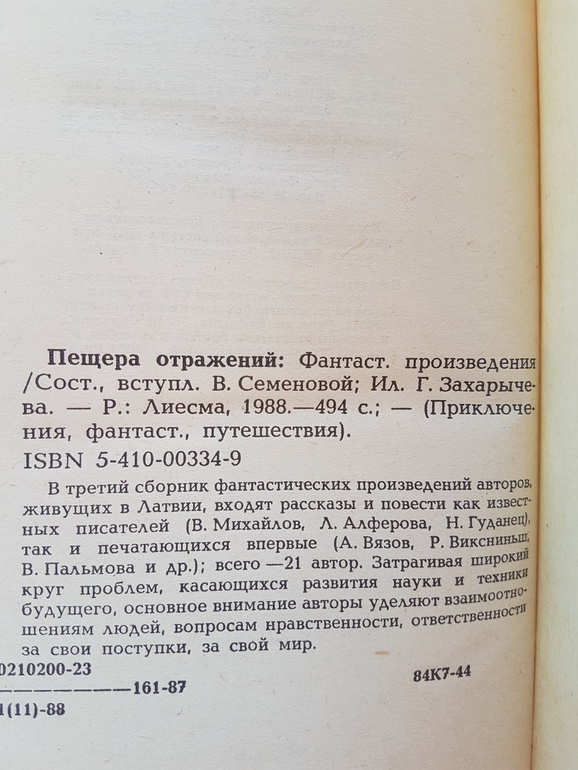 Пещера отражений: Фантаст. произведения
/Сост., вступл. В. Семеновой; Ил. Г. Захарыче-
ва. — Р.: Лиесма, 1988.—494 с.; — (Приключе-
ния, фантаст., путешествия).
ISBN 5-410-00334-9
В третий сборник фантастических произведений авторов,
живущих в Латвии, входят рассказы и повести как извест-
ных писателей (В. Михайлов, Л. Алферова, Н. Гуданец),
так и печатающихся впервые (А. Вязов, Р. Виксниньш,
В. Пальмова и др.); всего —21 автор. Затрагивая широкий
круг проблем, касающихся развития науки и техники
будущего, основное внимание авторы уделяют взаимоотно-
шениям людей, вопросам нравственности, ответственности
за свои поступки, за свой мир.
0210200-23
——————161-87
1(11)-88
84К7-44